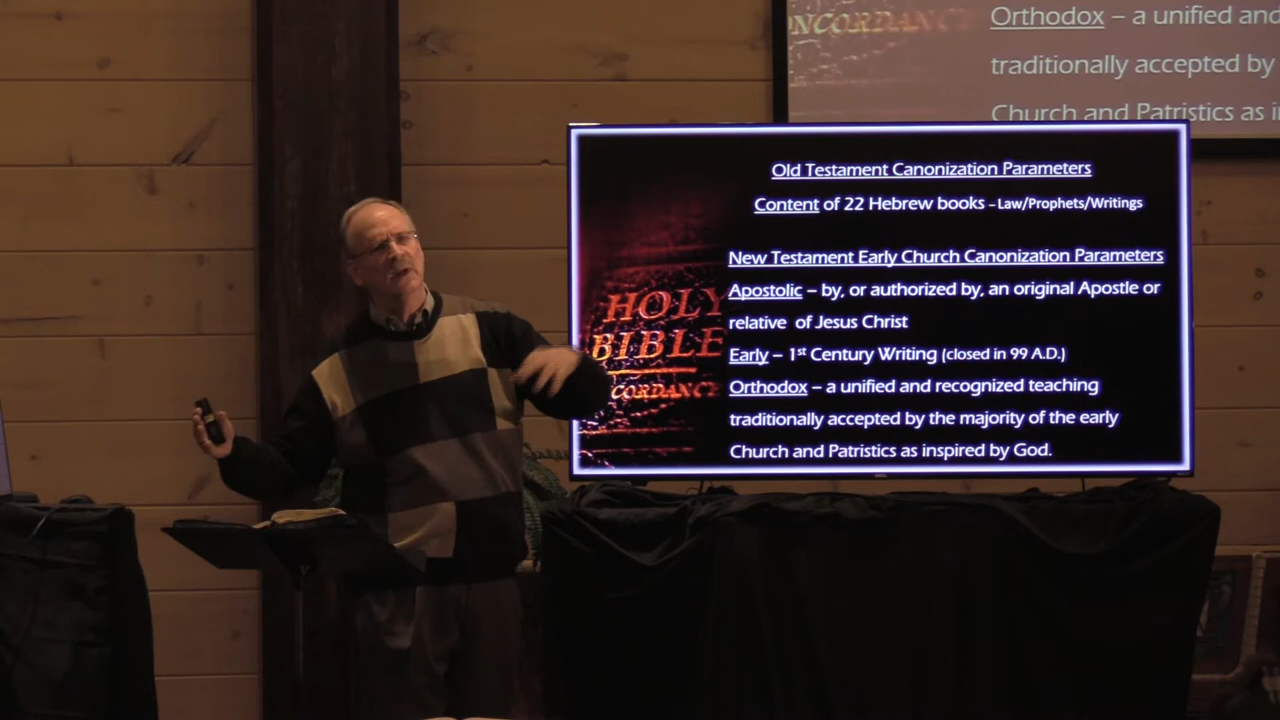 NCORDANCE
Orthodox – a unified and
traditionally accepted by
Church and Patristics as i
Old Testament Canonization Parameters
Content of 22 Hebrew books – Law/Prophets/Writings
New Testament Early Church Canonization Parameters
Apostolic – by, or authorized by, an original Apostle or
relative of Jesus Christ
Early – 1st Century Writing (closed in 99 A.D.)
Orthodox – a unified and recognized teaching
traditionally accepted by the majority of the early
Church and Patristics as inspired by God.
HOLY
BIBLE
CORDANCE